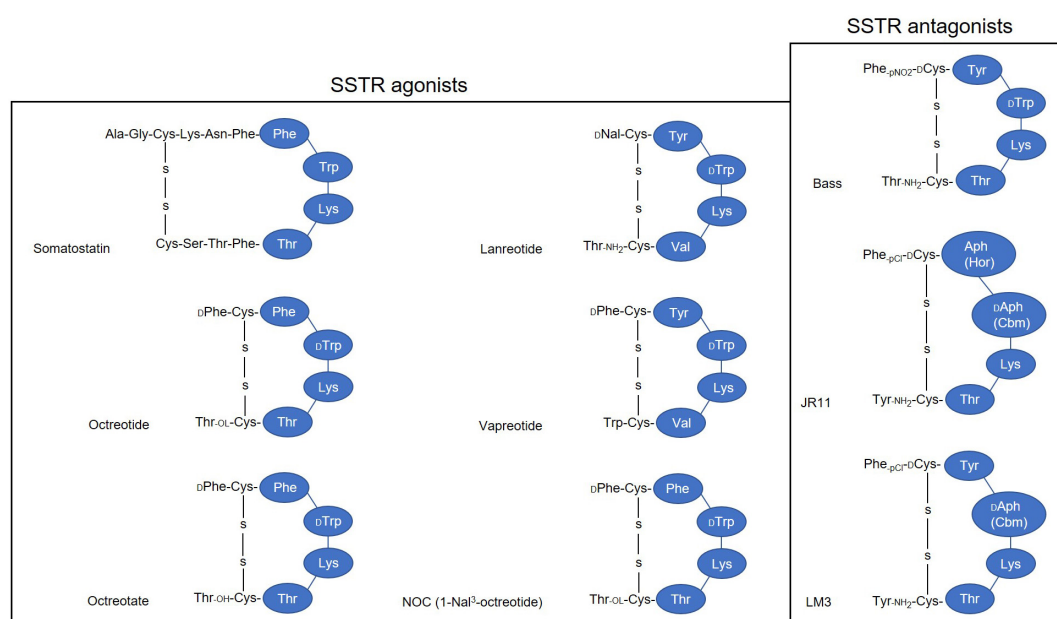 SSTR agonists
Ala-Gly-Cys-Lys-Asn-Phe-
Phe
Trp
Lys
Thr
Cys-Ser-Thr-Phe-
S
S
Somatostatin
DPhe-Cys-
Phe
DTrp
Lys
Thr
Thr-OL-Cys-
S
S
Octreotide
DPhe-Cys-
Phe
DTrp
Lys
Thr
Thr-OH-Cys-
S
S
Octreotate
DNal-Cys-
Tyr
DTrp
Lys
Val
Thr-NH2-Cys-
S
S
Lanreotide
DPhe-Cys-
Tyr
DTrp
Lys
Val
Trp-Cys-
S
S
Vapreotide
DPhe-Cys-
Phe
DTrp
Lys
Thr
Thr-OL-Cys-
S
S
NOC (1-Nal³-octreotide)
SSTR antagonists
Phe-pNO2-DCys-
Tyr
DTrp
Lys
Thr
Thr-NH2-Cys-
S
S
Bass
Phe-pCl-DCys-
Aph
(Hor)
DAph
(Cbm)
Lys
Thr
Tyr-NH2-Cys-
S
S
JR11
Phe-pCl-DCys-
Tyr
DAph
(Cbm)
Lys
Thr
Tyr-NH2-Cys-
S
S
LM3